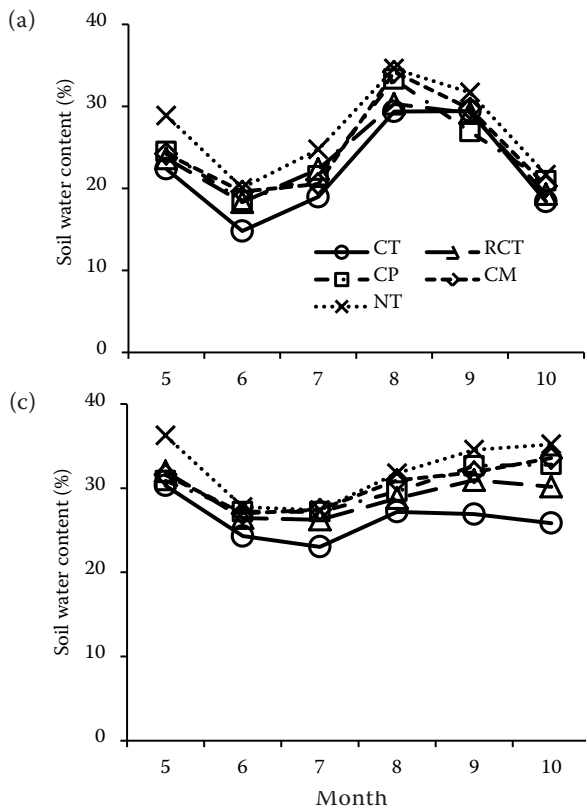 (a)
Soil water content (%)
40
30
20
10
0
CT
RCT
CP
CM
NT
5 6 7 8 9 10
(c)
Soil water content (%)
40
30
20
10
0
5 6 7 8 9 10
Month